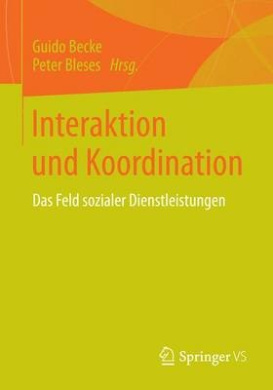 Guido Becke
Peter Bleses Hrsg.
Interaktion
und Koordination
Das Feld sozialer Dienstleistungen
Springer VS